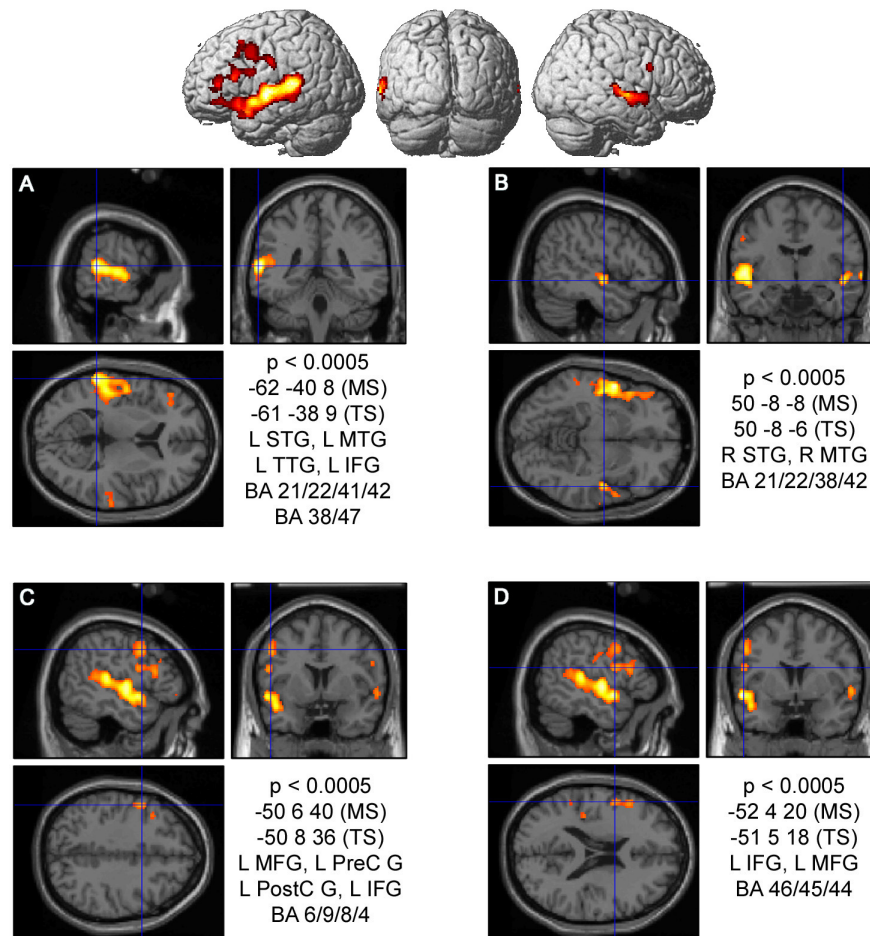 A
p < 0.0005
-62 -40 8 (MS)
-61 -38 9 (TS)
L STG, L MTG
L TTG, L IFG
BA 21/22/41/42
BA 38/47
B
p < 0.0005
50 -8 -8 (MS)
50 -8 -6 (TS)
R STG, R MTG
BA 21/22/38/42
C
p < 0.0005
-50 6 40 (MS)
-50 8 36 (TS)
L MFG, L PreC G
L PostC G, L IFG
BA 6/9/8/4
D
p < 0.0005
-52 4 20 (MS)
-51 5 18 (TS)
L IFG, L MFG
BA 46/45/44